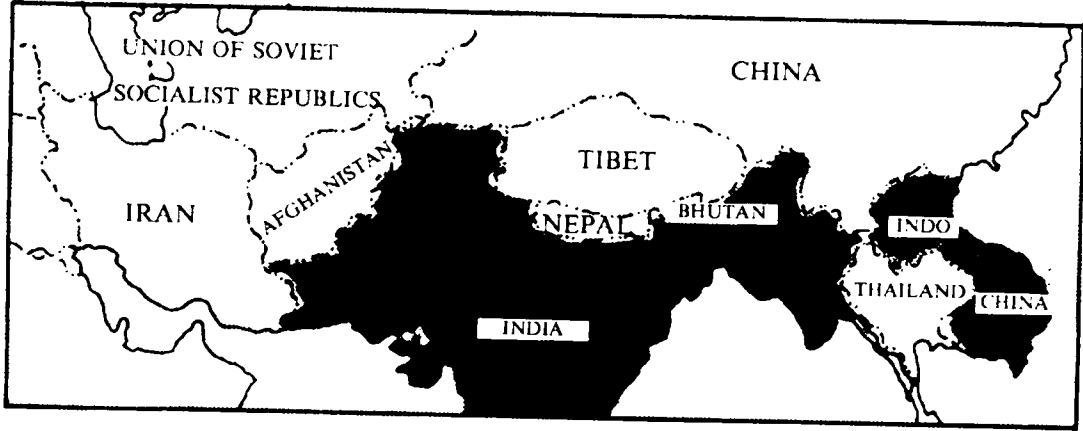 UNION OF SOVIET
SOCIALIST REPUBLICS
CHINA
TIBET
AFGHANISTAN
IRAN
NEPAL
BHUTAN
INDO
CHINA
THAILAND
INDIA